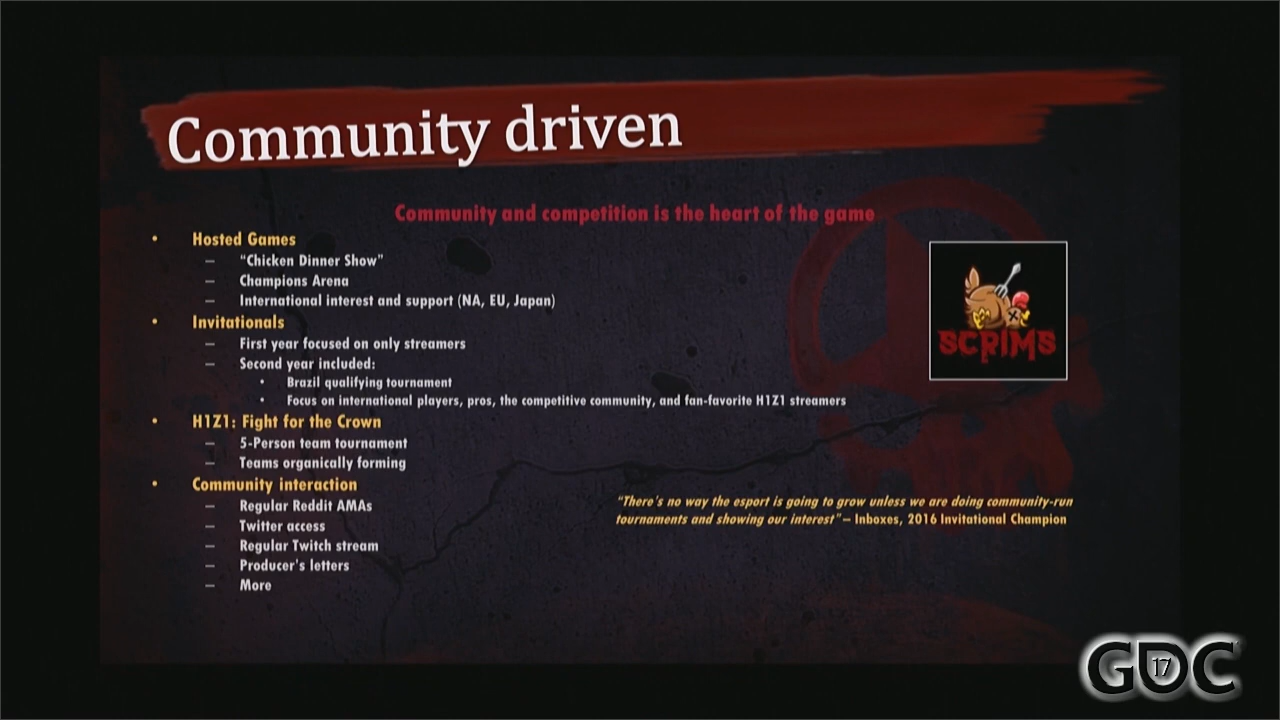 Community driven
Community and competition is the heart of the game
• Hosted Games
– “Chicken Dinner Show”
– Champions Arena
– International interest and support (NA, EU, Japan)
• Invitationals
– First year focused on only streamers
– Second year included:
• Brazil qualifying tournament
• Focus on international players, pros, the competitive community, and fan-favorite H1Z1 streamers
• H1Z1: Fight for the Crown
– 5-Person team tournament
– Teams organically forming
• Community interaction
– Regular Reddit AMAs
– Twitter access
– Regular Twitch stream
– Producer's letters
– More
SCRIMS
“There's no way the esport is going to grow unless we are doing community-run
tournaments and showing our interest” – Inboxes, 2016 Invitational Champion
GDC 17